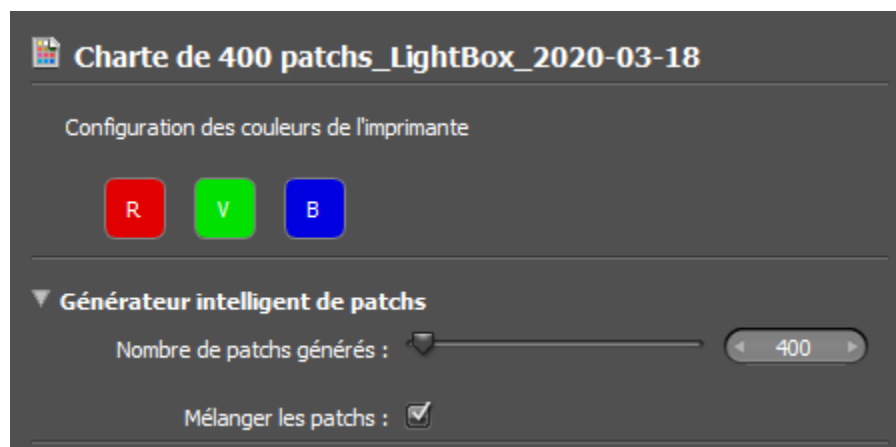 Charte de 400 patchs_LightBox_2020-03-18
Configuration des couleurs de l'imprimante
R V B
Générateur intelligent de patchs
Nombre de patchs générés : 400
Mélanger les patchs :